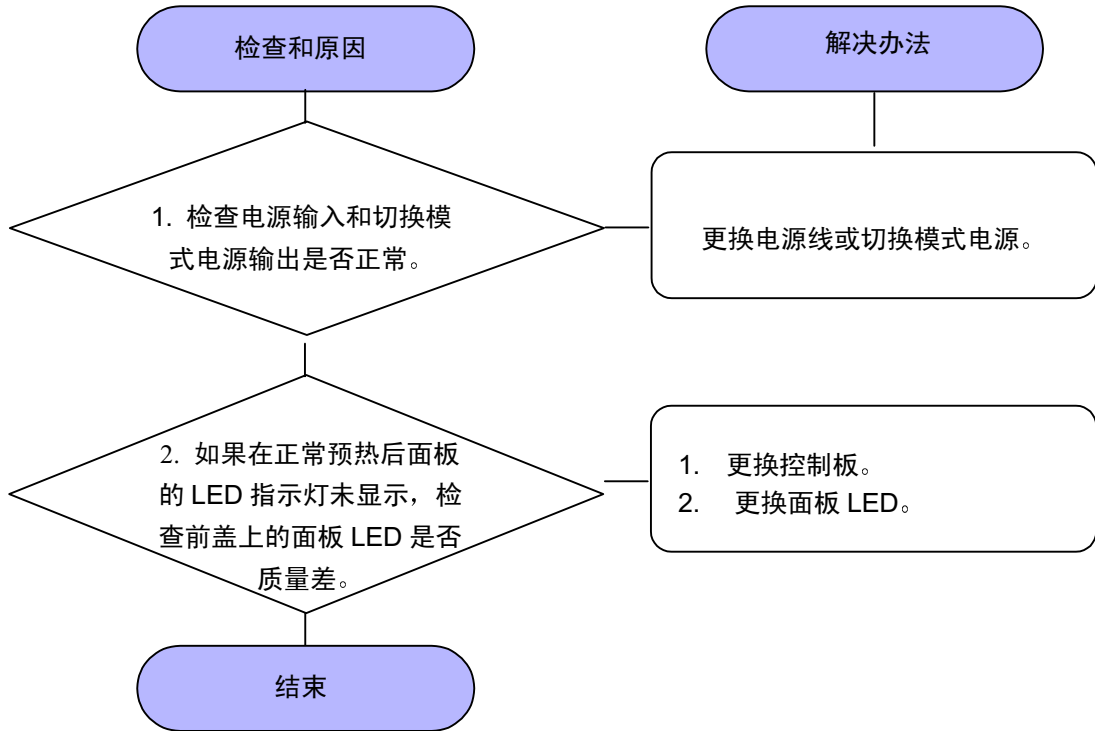 检查和原因
解决办法
1. 检查电源输入和切换模
式电源输出是否正常。
更换电源线或切换模式电源。
2. 如果在正常预热后面板
的 LED 指示灯未显示，检
查前盖上的面板 LED 是否
质量差。
1. 更换控制板。
2. 更换面板 LED。
结束